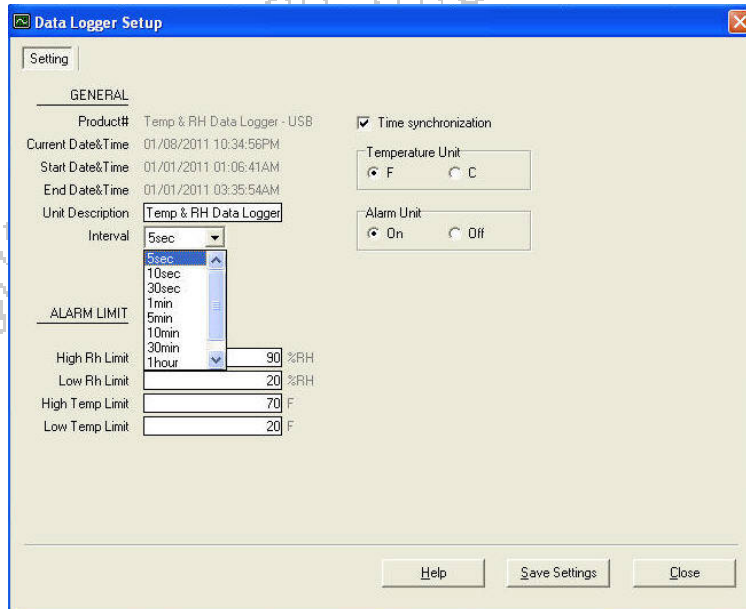 Data Logger Setup
Setting
GENERAL
Product# Temp & RH Data Logger - USB
Current Date&Time 01/08/2011 10:34:56PM
Start Date&Time 01/01/2011 01:06:41AM
End Date&Time 01/01/2011 03:35:54AM
Unit Description Temp & RH Data Logger
Interval 5sec
5sec
10sec
30sec
1min
5min
10min
30min
1hour
Time synchronization
Temperature Unit
F C
Alarm Unit
On Off
ALARM LIMIT
High Rh Limit 90 %RH
Low Rh Limit 20 %RH
High Temp Limit 70 F
Low Temp Limit 20 F
Help Save Settings Close